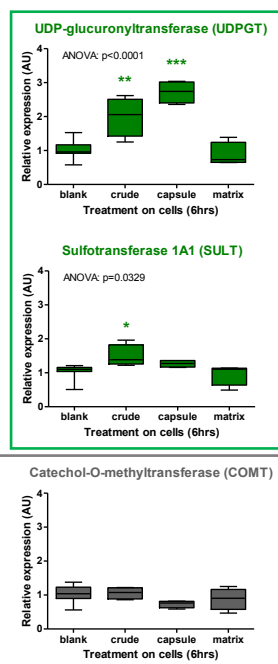 UDP-glucuronyltransferase (UDPGT)
ANOVA: p<0.0001
**
***
Relative expression (AU)
4
3
2
1
0
blank crude capsule matrix
Treatment on cells (6hrs)
Sulfotransferase 1A1 (SULT)
ANOVA: p=0.0329
*
Relative expression (AU)
4
3
2
1
0
blank crude capsule matrix
Treatment on cells (6hrs)
Catechol-O-methyltransferase (COMT)
Relative expression (AU)
4
3
2
1
0
blank crude capsule matrix
Treatment on cells (6hrs)